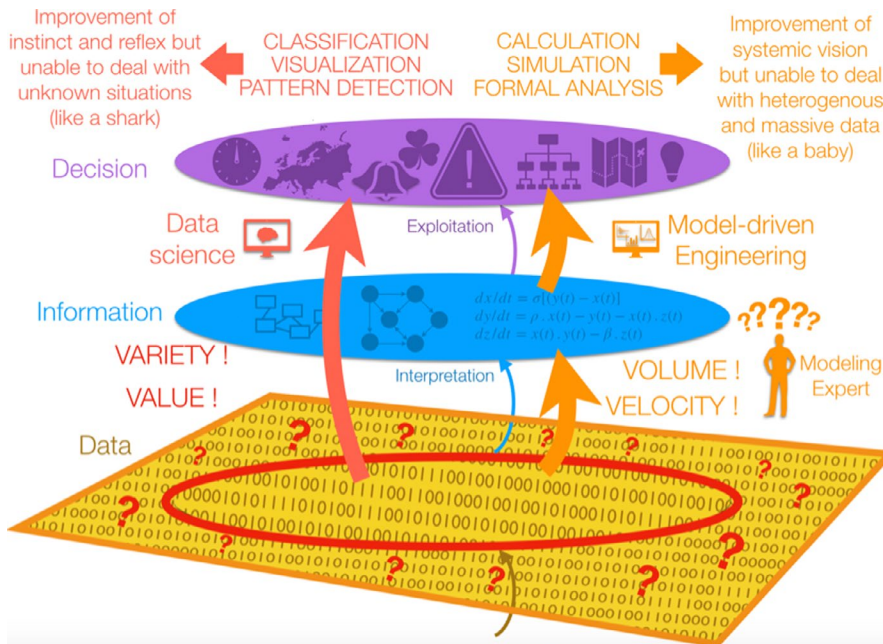 Improvement of
instinct and reflex but
unable to deal with
unknown situations
(like a shark)
CLASSIFICATION
VISUALIZATION
PATTERN DETECTION
CALCULATION
SIMULATION
FORMAL ANALYSIS
Improvement of
systemic vision
but unable to deal
with heterogenous
and massive data
(like a baby)
Decision
Data
science
Exploitation
Model-driven
Engineering
Information
dx/dt = σ[(y(t) − x(t)]
dy/dt = ρ . x(t) − y(t) − x(t) . z(t)
dz/dt = x(t) . y(t) − β . z(t)
?????
VARIETY !
VALUE !
Interpretation
VOLUME !
VELOCITY !
Modeling
Expert
Data